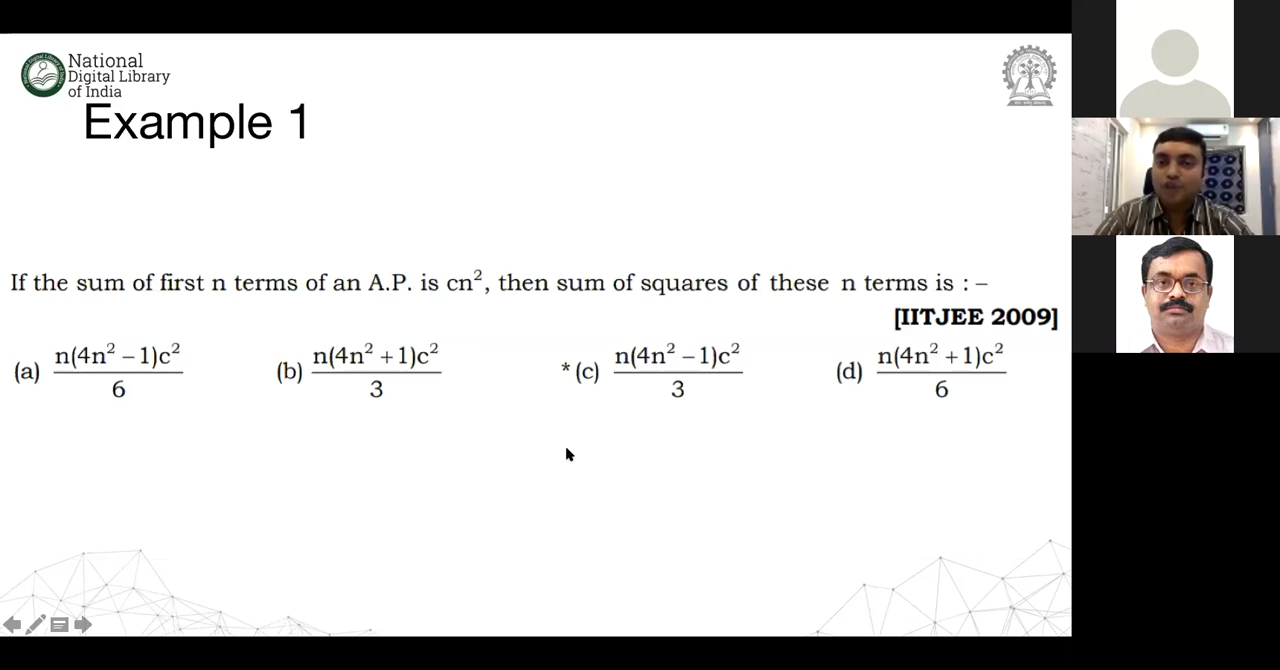 National
Digital Library
of India
Example 1
If the sum of first n terms of an A.P. is cn², then sum of squares of these n terms is : –
[IITJEE 2009]
(a) n(4n² – 1)c² / 6 (b) n(4n² + 1)c² / 3 * (c) n(4n² – 1)c² / 3 (d) n(4n² + 1)c² / 6